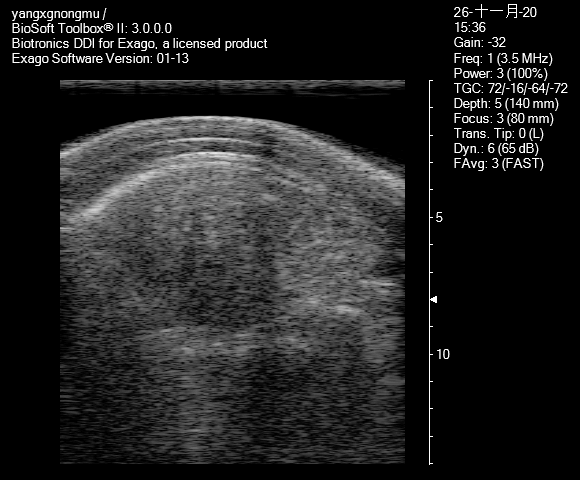 yangxgnongmu /
BioSoft Toolbox® II: 3.0.0.0
Biotronics DDI for Exago, a licensed product
Exago Software Version: 01-13
26-十一月-20
15:36
Gain: -32
Freq: 1 (3.5 MHz)
Power: 3 (100%)
TGC: 72/-16/-64/-72
Depth: 5 (140 mm)
Focus: 3 (80 mm)
Trans. Tip: 0 (L)
Dyn.: 6 (65 dB)
FAvg: 3 (FAST)
5
10